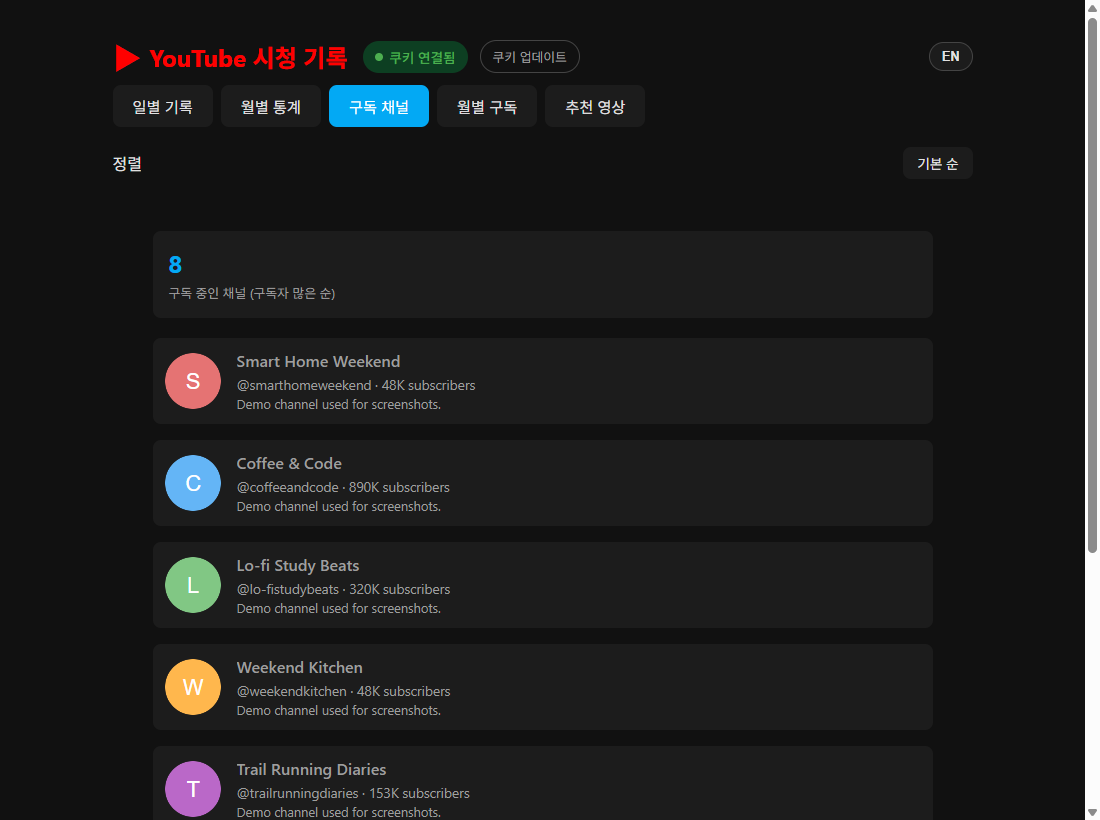 YouTube 시청 기록
쿠키 연결됨
쿠키 업데이트
EN
일별 기록
월별 통계
구독 채널
월별 구독
추천 영상
정렬
기본 순
8
구독 중인 채널 (구독자 많은 순)
S
Smart Home Weekend
@smarthomeweekend · 48K subscribers
Demo channel used for screenshots.
C
Coffee & Code
@coffeeandcode · 890K subscribers
Demo channel used for screenshots.
L
Lo-fi Study Beats
@lo-fistudybeats · 320K subscribers
Demo channel used for screenshots.
W
Weekend Kitchen
@weekendkitchen · 48K subscribers
Demo channel used for screenshots.
T
Trail Running Diaries
@trailrunningdiaries · 153K subscribers
Demo channel used for screenshots.